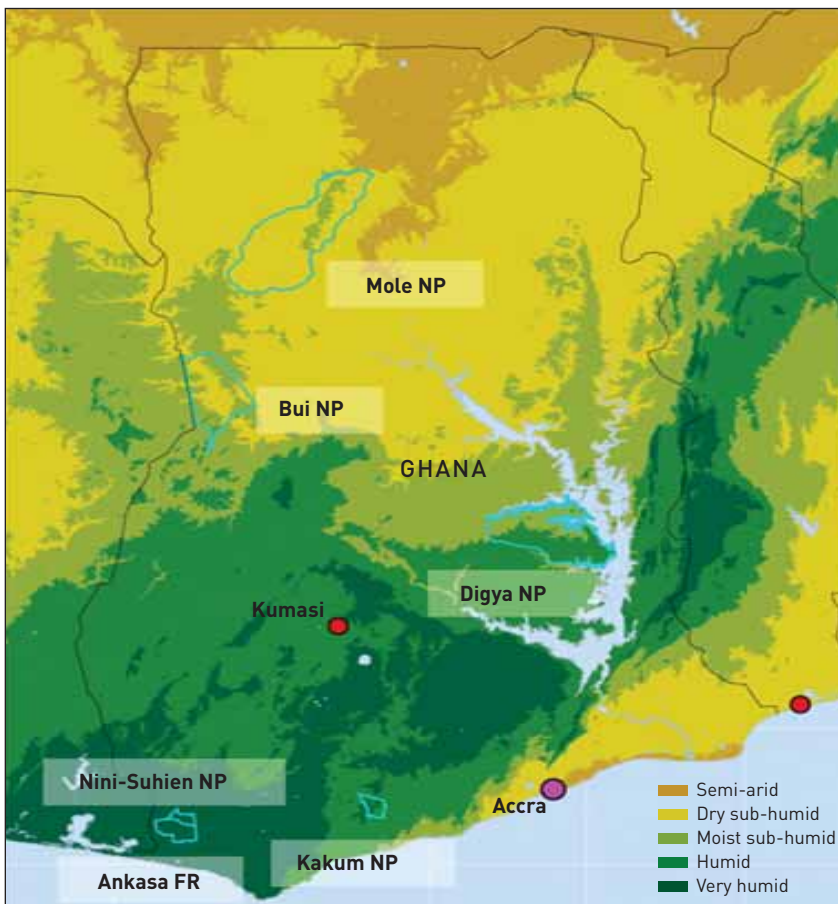 Mole NP
Bui NP
GHANA
Digya NP
Kumasi
Nini-Suhien NP
Accra
Kakum NP
Ankasa FR
Semi-arid
Dry sub-humid
Moist sub-humid
Humid
Very humid